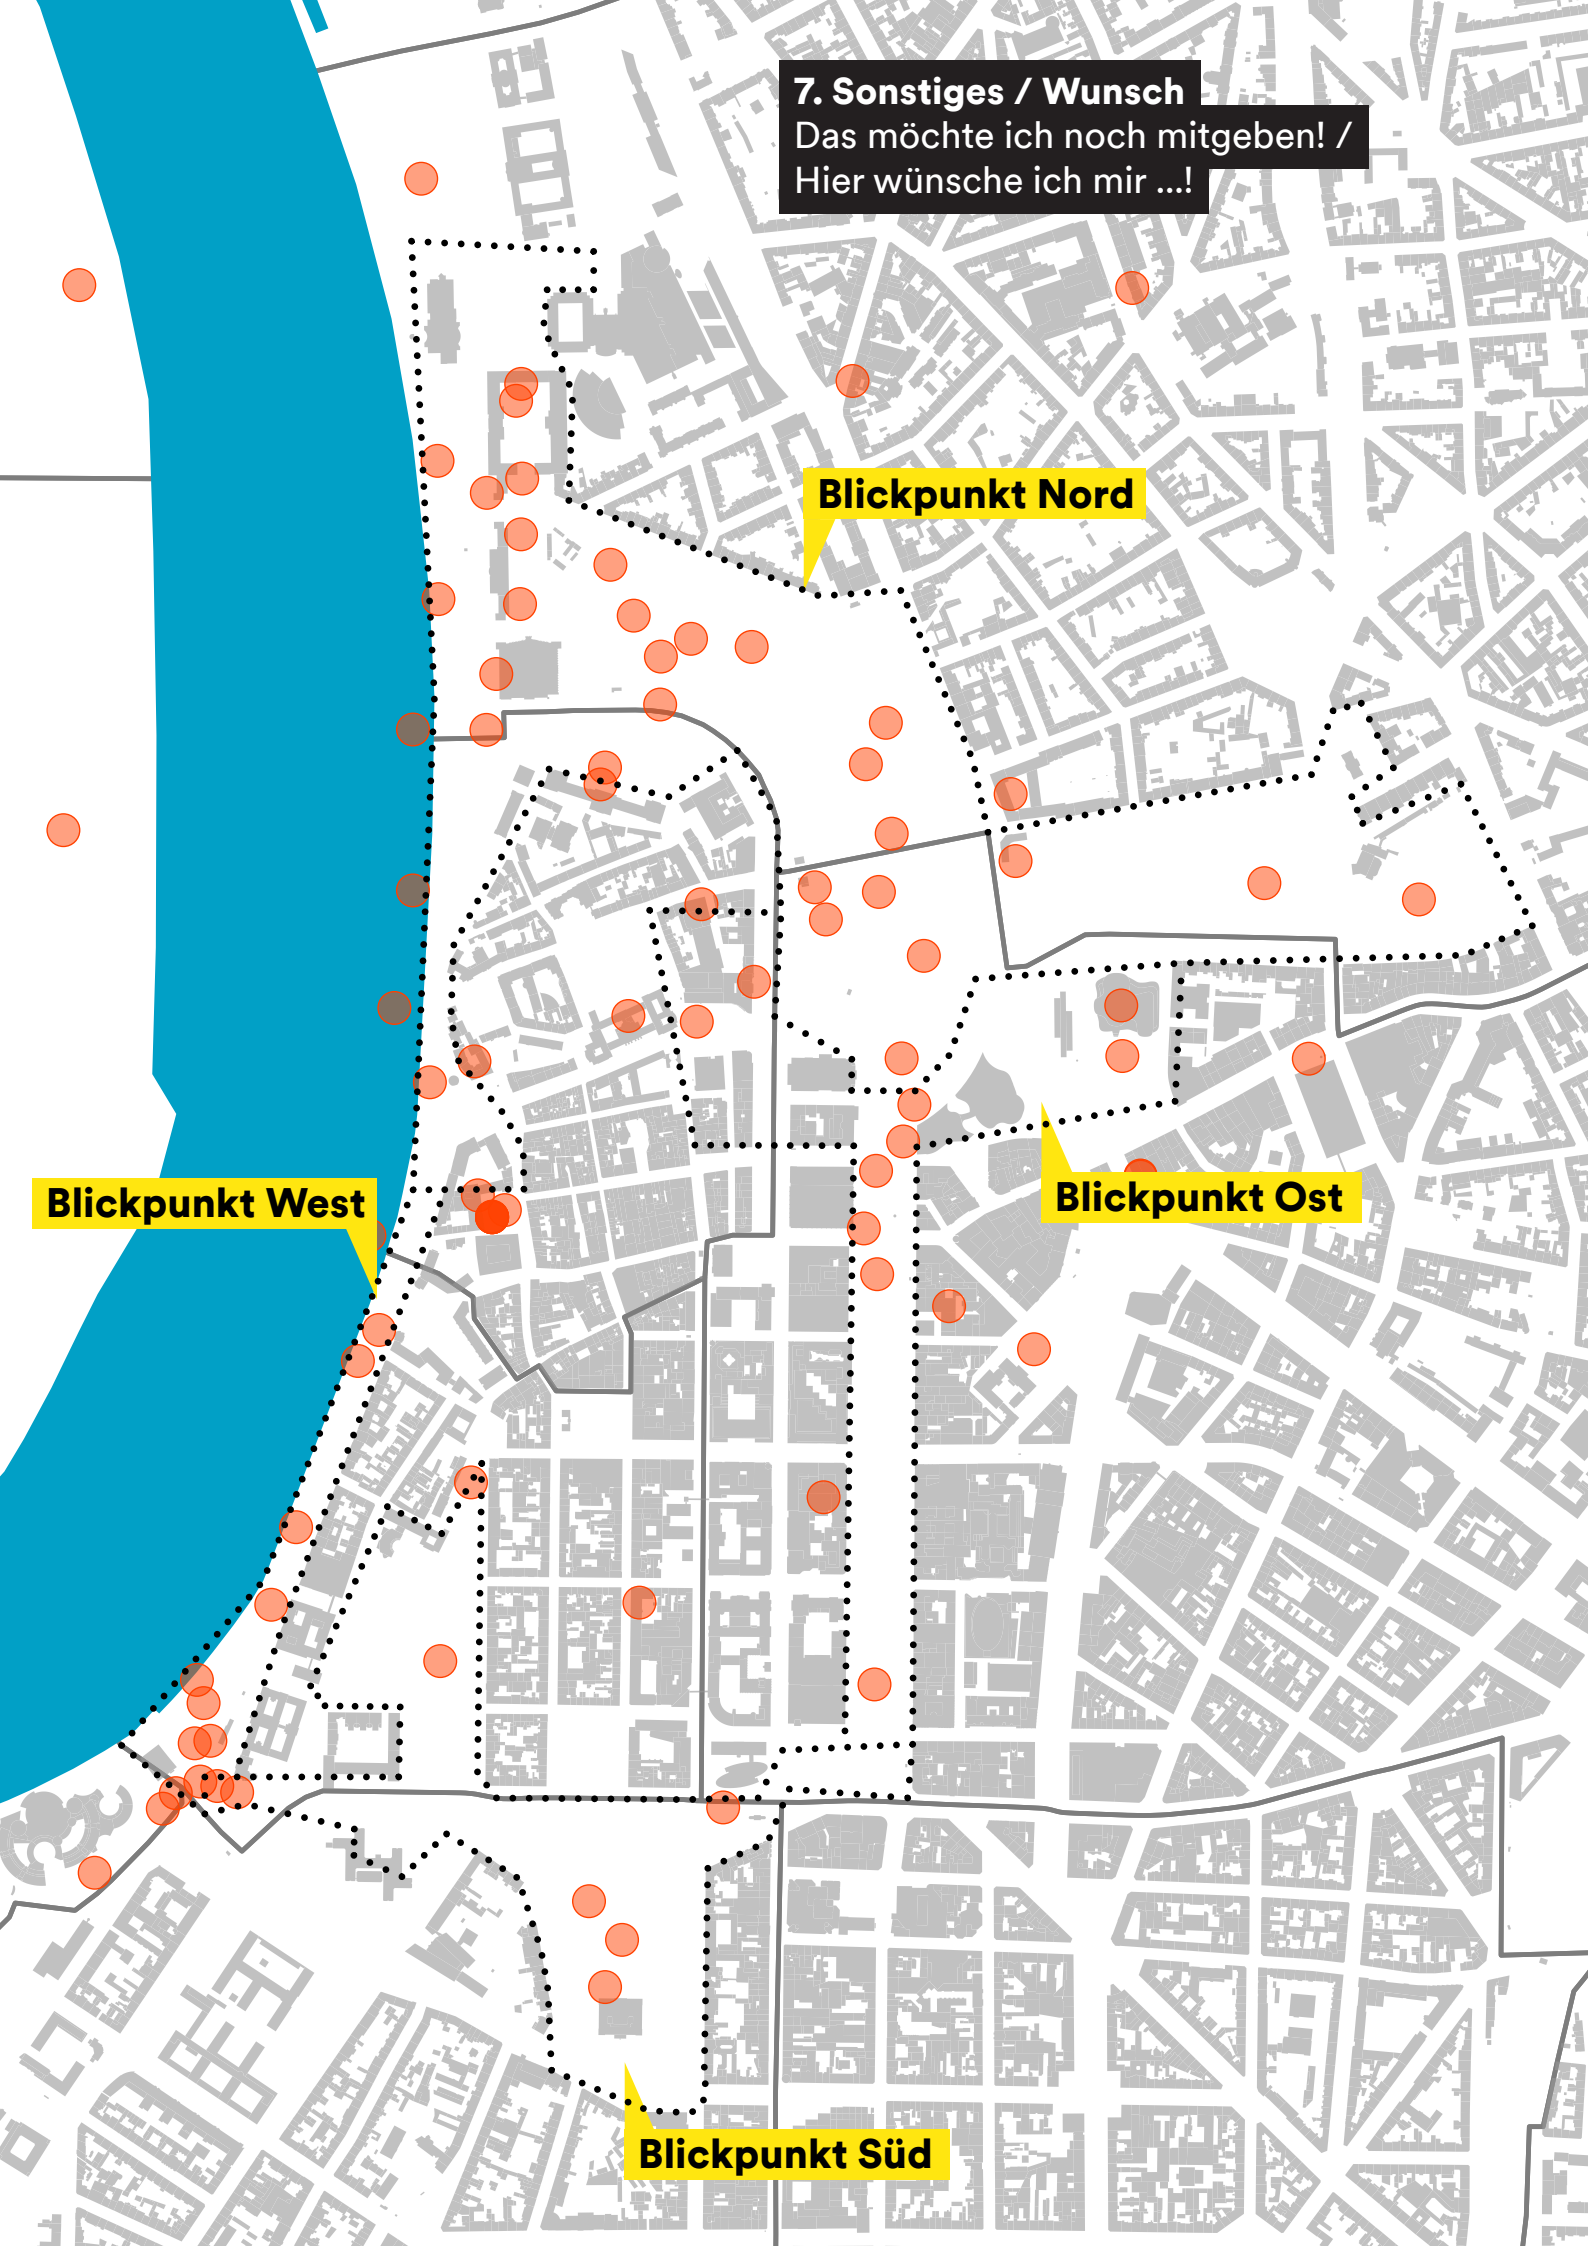 7. Sonstiges / Wunsch
Das möchte ich noch mitgeben! /
Hier wünsche ich mir ...!
Blickpunkt Nord
Blickpunkt West
Blickpunkt Ost
Blickpunkt Süd